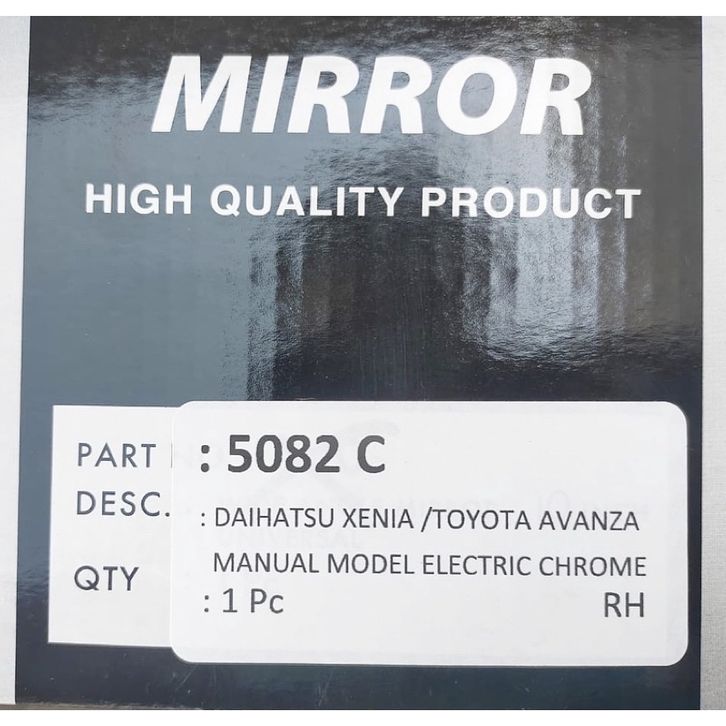 MIRROR
HIGH QUALITY PRODUCT
PART : 5082 C
DESC. : DAIHATSU XENIA /TOYOTA AVANZA
MANUAL MODEL ELECTRIC CHROME
QTY : 1 Pc RH